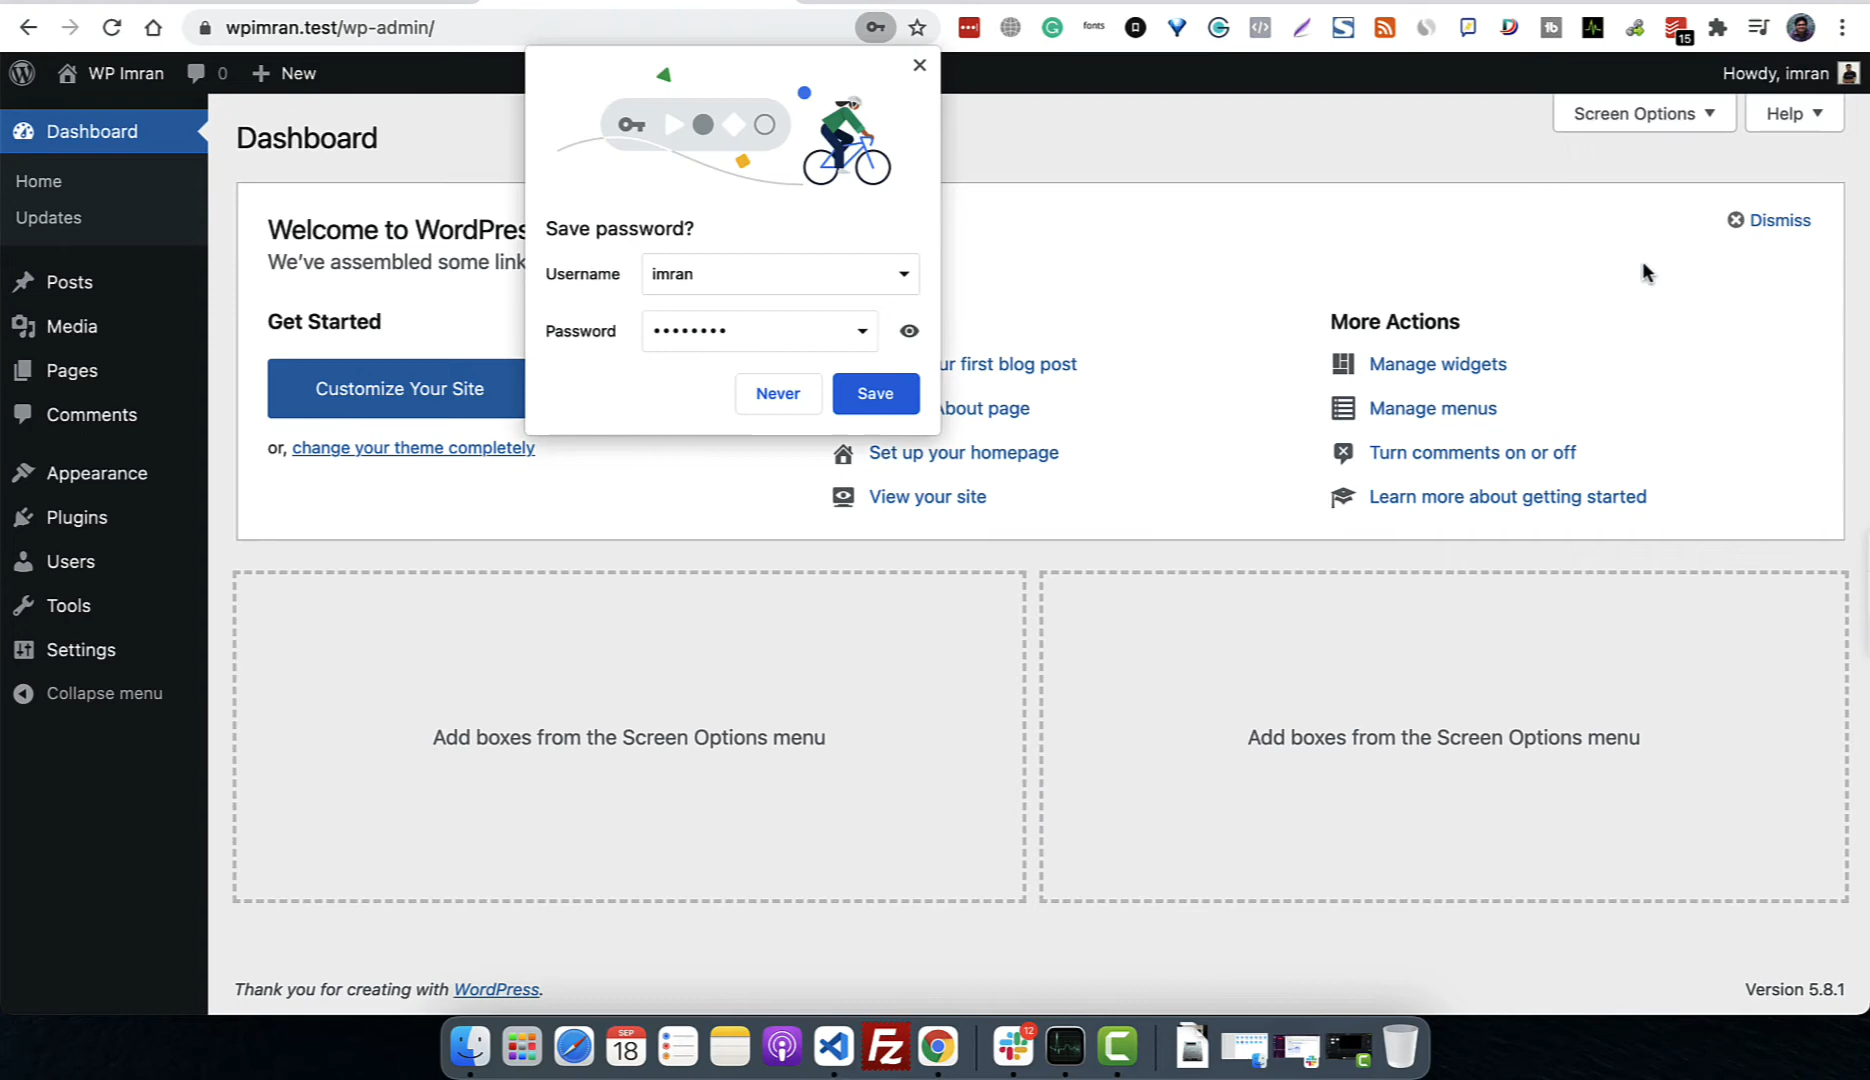 wpimran.test/wp-admin/
fonts
15
WP Imran
0
New
Howdy, imran
Dashboard
Home
Updates
Posts
Media
Pages
Comments
Appearance
Plugins
Users
Tools
Settings
Collapse menu
Dashboard
Screen Options
Help
Welcome to WordPres
We've assembled some link
Dismiss
Get Started
Customize Your Site
or, change your theme completely
Save password?
Username
imran
Password
••••••••
Never
Save
ur first blog post
About page
Set up your homepage
View your site
More Actions
Manage widgets
Manage menus
Turn comments on or off
Learn more about getting started
Add boxes from the Screen Options menu
Add boxes from the Screen Options menu
Thank you for creating with WordPress.
Version 5.8.1
SEP
18
Fz
12